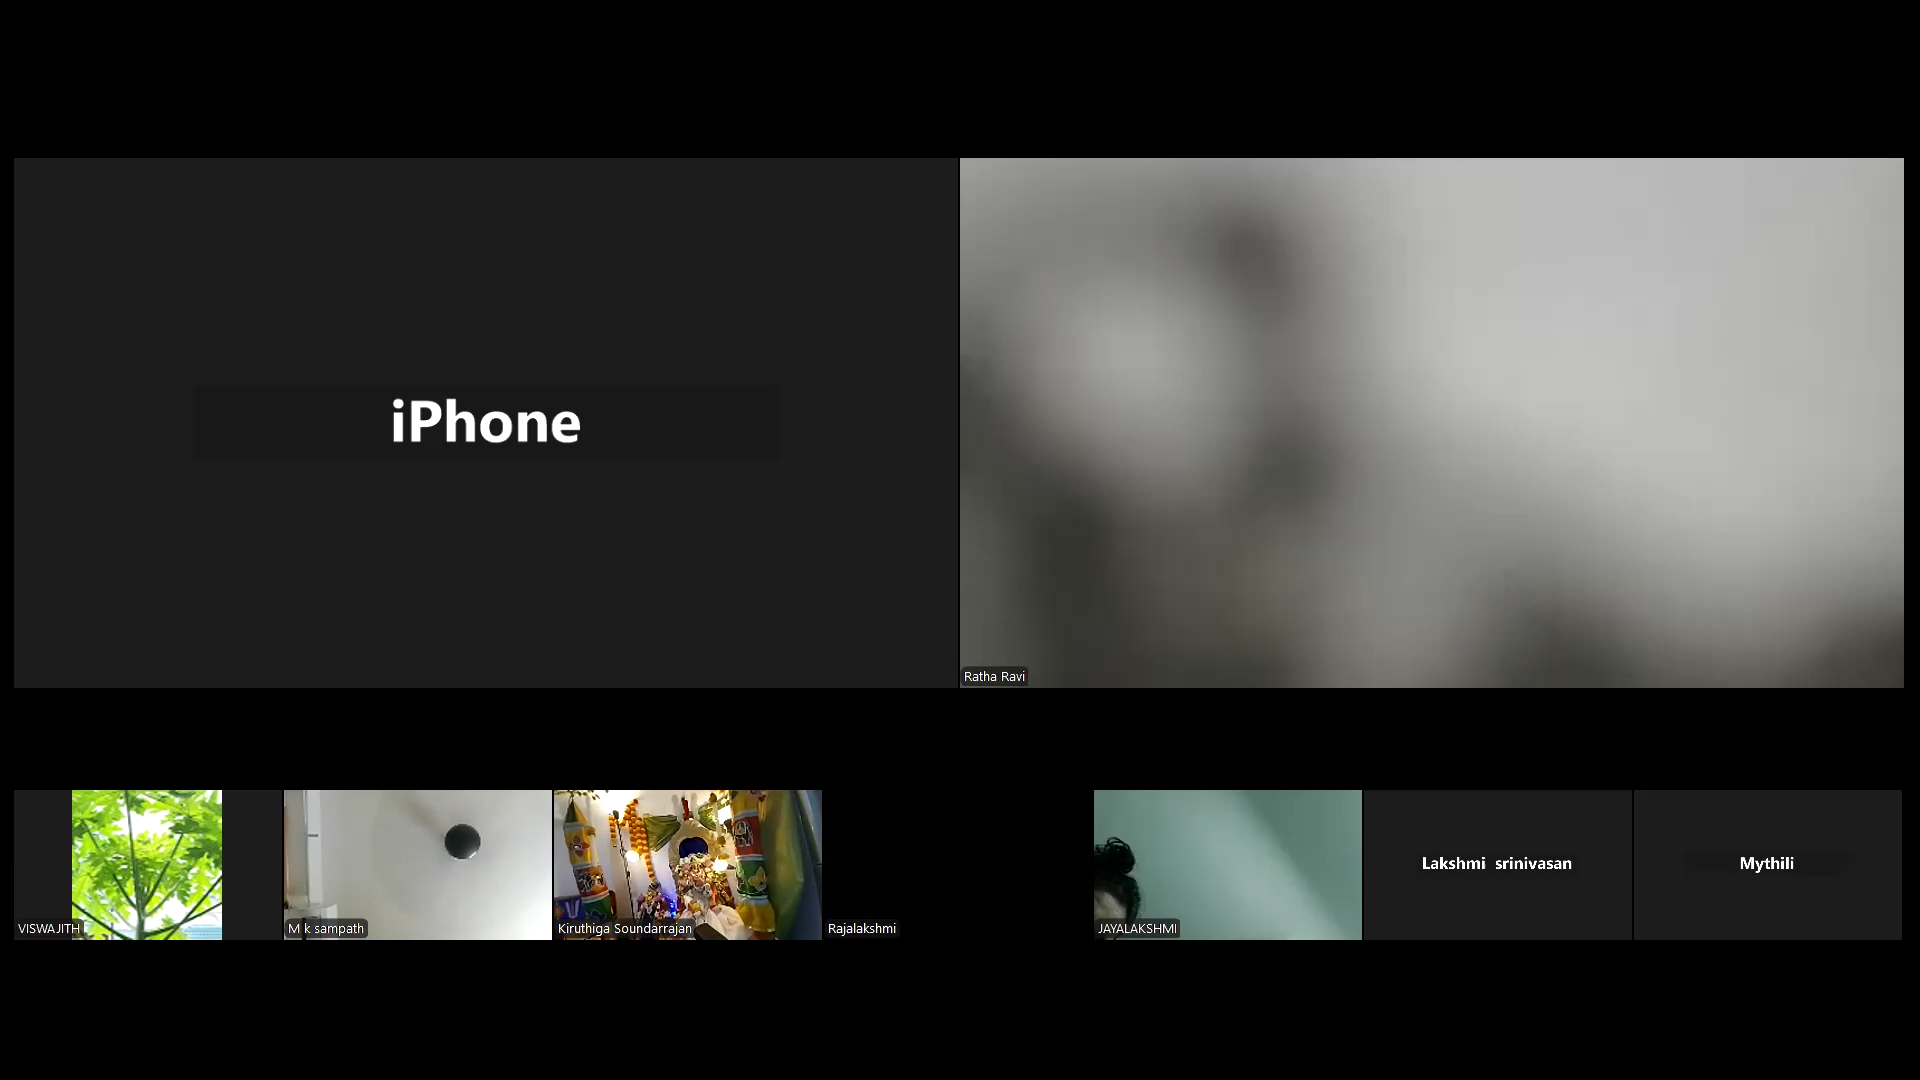 iPhone
Ratha Ravi
VISWAJITH
M k sampath
Kiruthiga Soundarrajan
Rajalakshmi
JAYALAKSHMI
Lakshmi srinivasan
Mythili